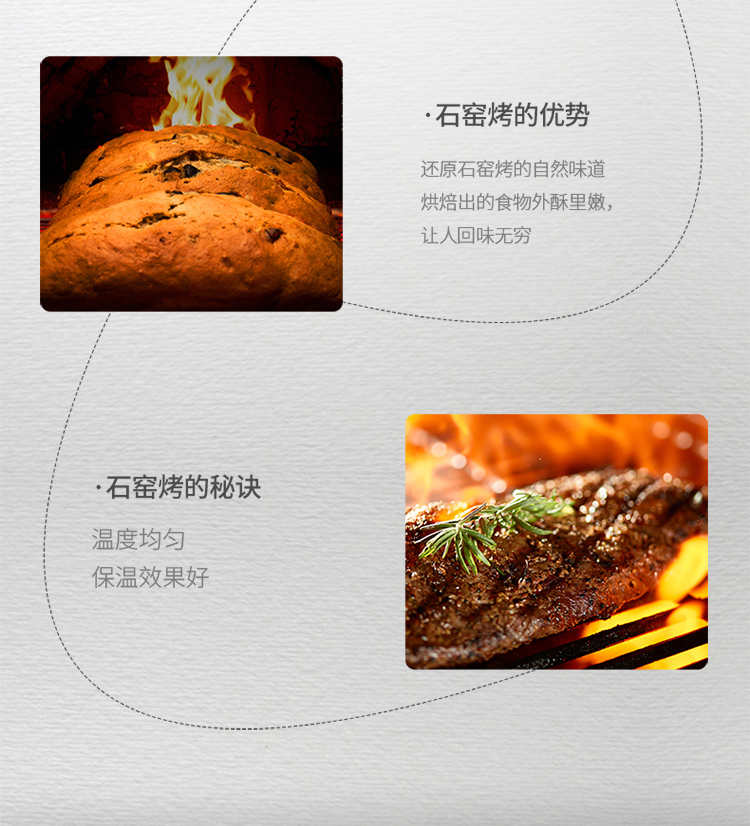 ·石窑烤的优势
还原石窑烤的自然味道
烘焙出的食物外酥里嫩，
让人回味无穷
·石窑烤的秘诀
温度均匀
保温效果好